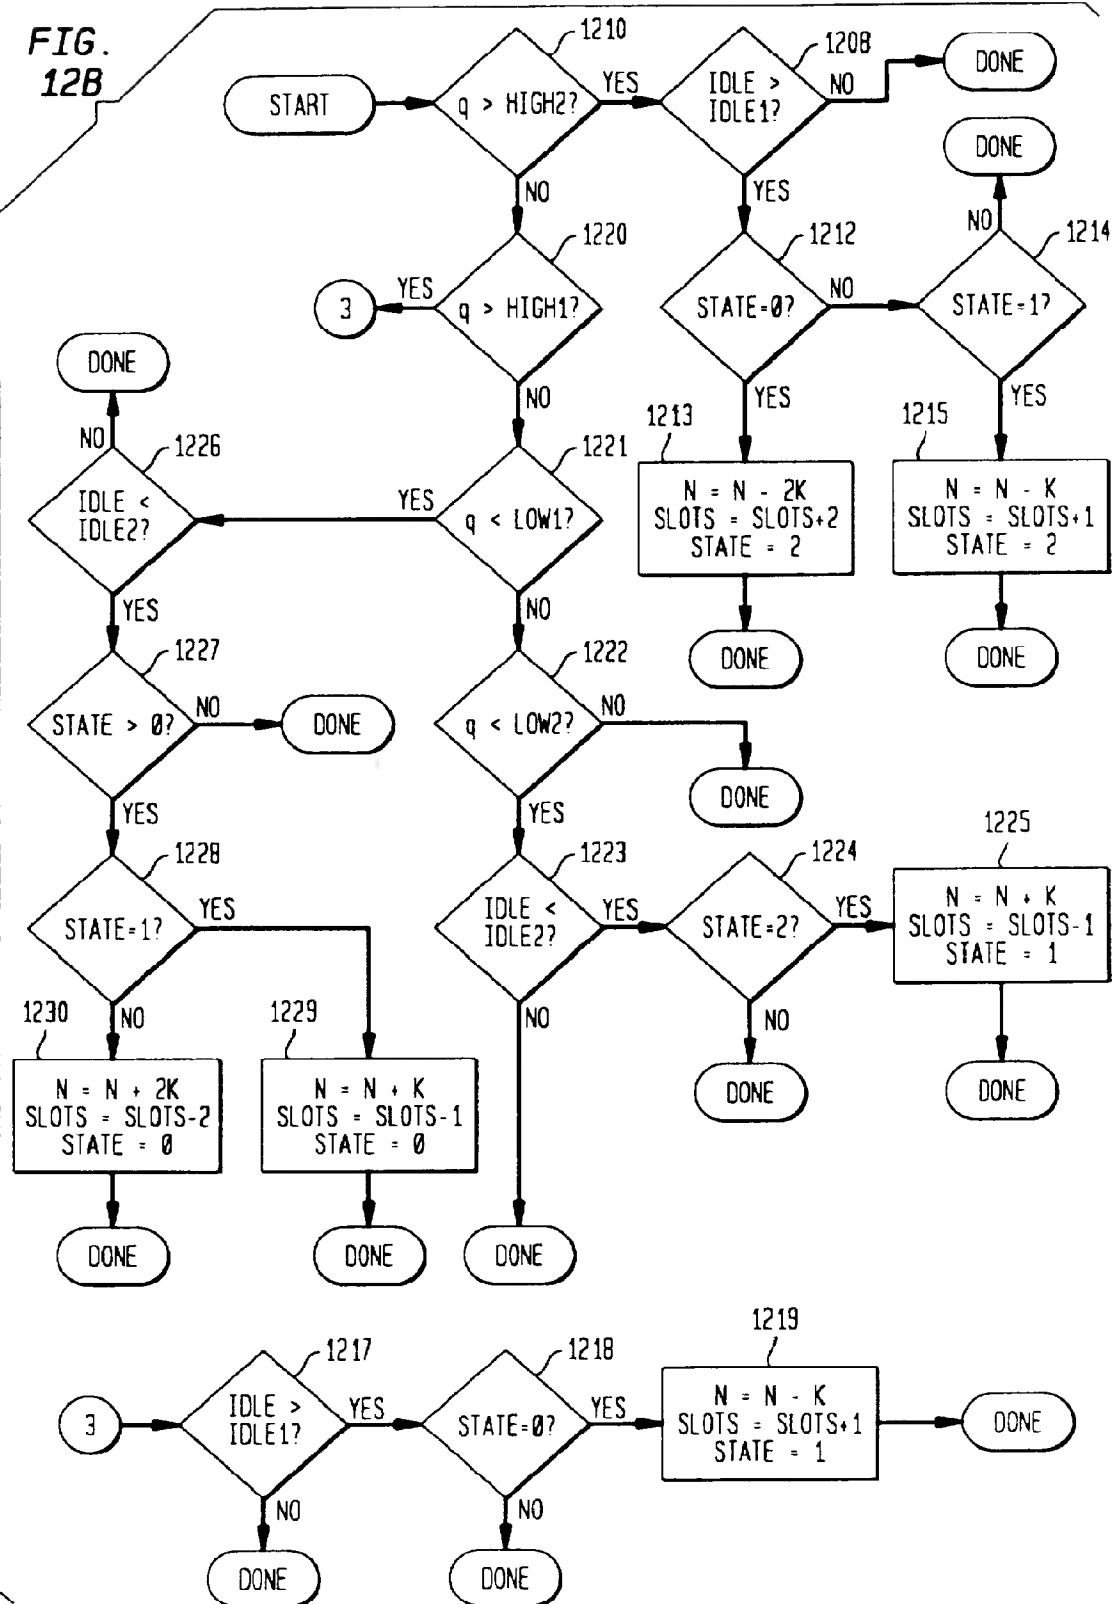 FIG.
12B
START
1210
q > HIGH2?
YES
NO
1208
IDLE >
IDLE1?
NO
YES
DONE
DONE
1220
q > HIGH1?
YES
NO
3
1212
STATE=0?
NO
YES
1214
STATE=1?
NO
YES
1213
N = N - 2K
SLOTS = SLOTS+2
STATE = 2
DONE
1215
N = N - K
SLOTS = SLOTS+1
STATE = 2
DONE
DONE
1226
NO
IDLE <
IDLE2?
YES
1221
YES
q < LOW1?
NO
1227
STATE > 0?
NO
DONE
YES
1222
q < LOW2?
NO
DONE
YES
1228
STATE=1?
YES
NO
1223
IDLE <
IDLE2?
YES
NO
1224
STATE=2?
YES
NO
DONE
1225
N = N + K
SLOTS = SLOTS-1
STATE = 1
DONE
1230
N = N + 2K
SLOTS = SLOTS-2
STATE = 0
DONE
1229
N = N + K
SLOTS = SLOTS-1
STATE = 0
DONE
DONE
3
1217
IDLE >
IDLE1?
YES
NO
DONE
1218
STATE=0?
YES
NO
DONE
1219
N = N - K
SLOTS = SLOTS+1
STATE = 1
DONE